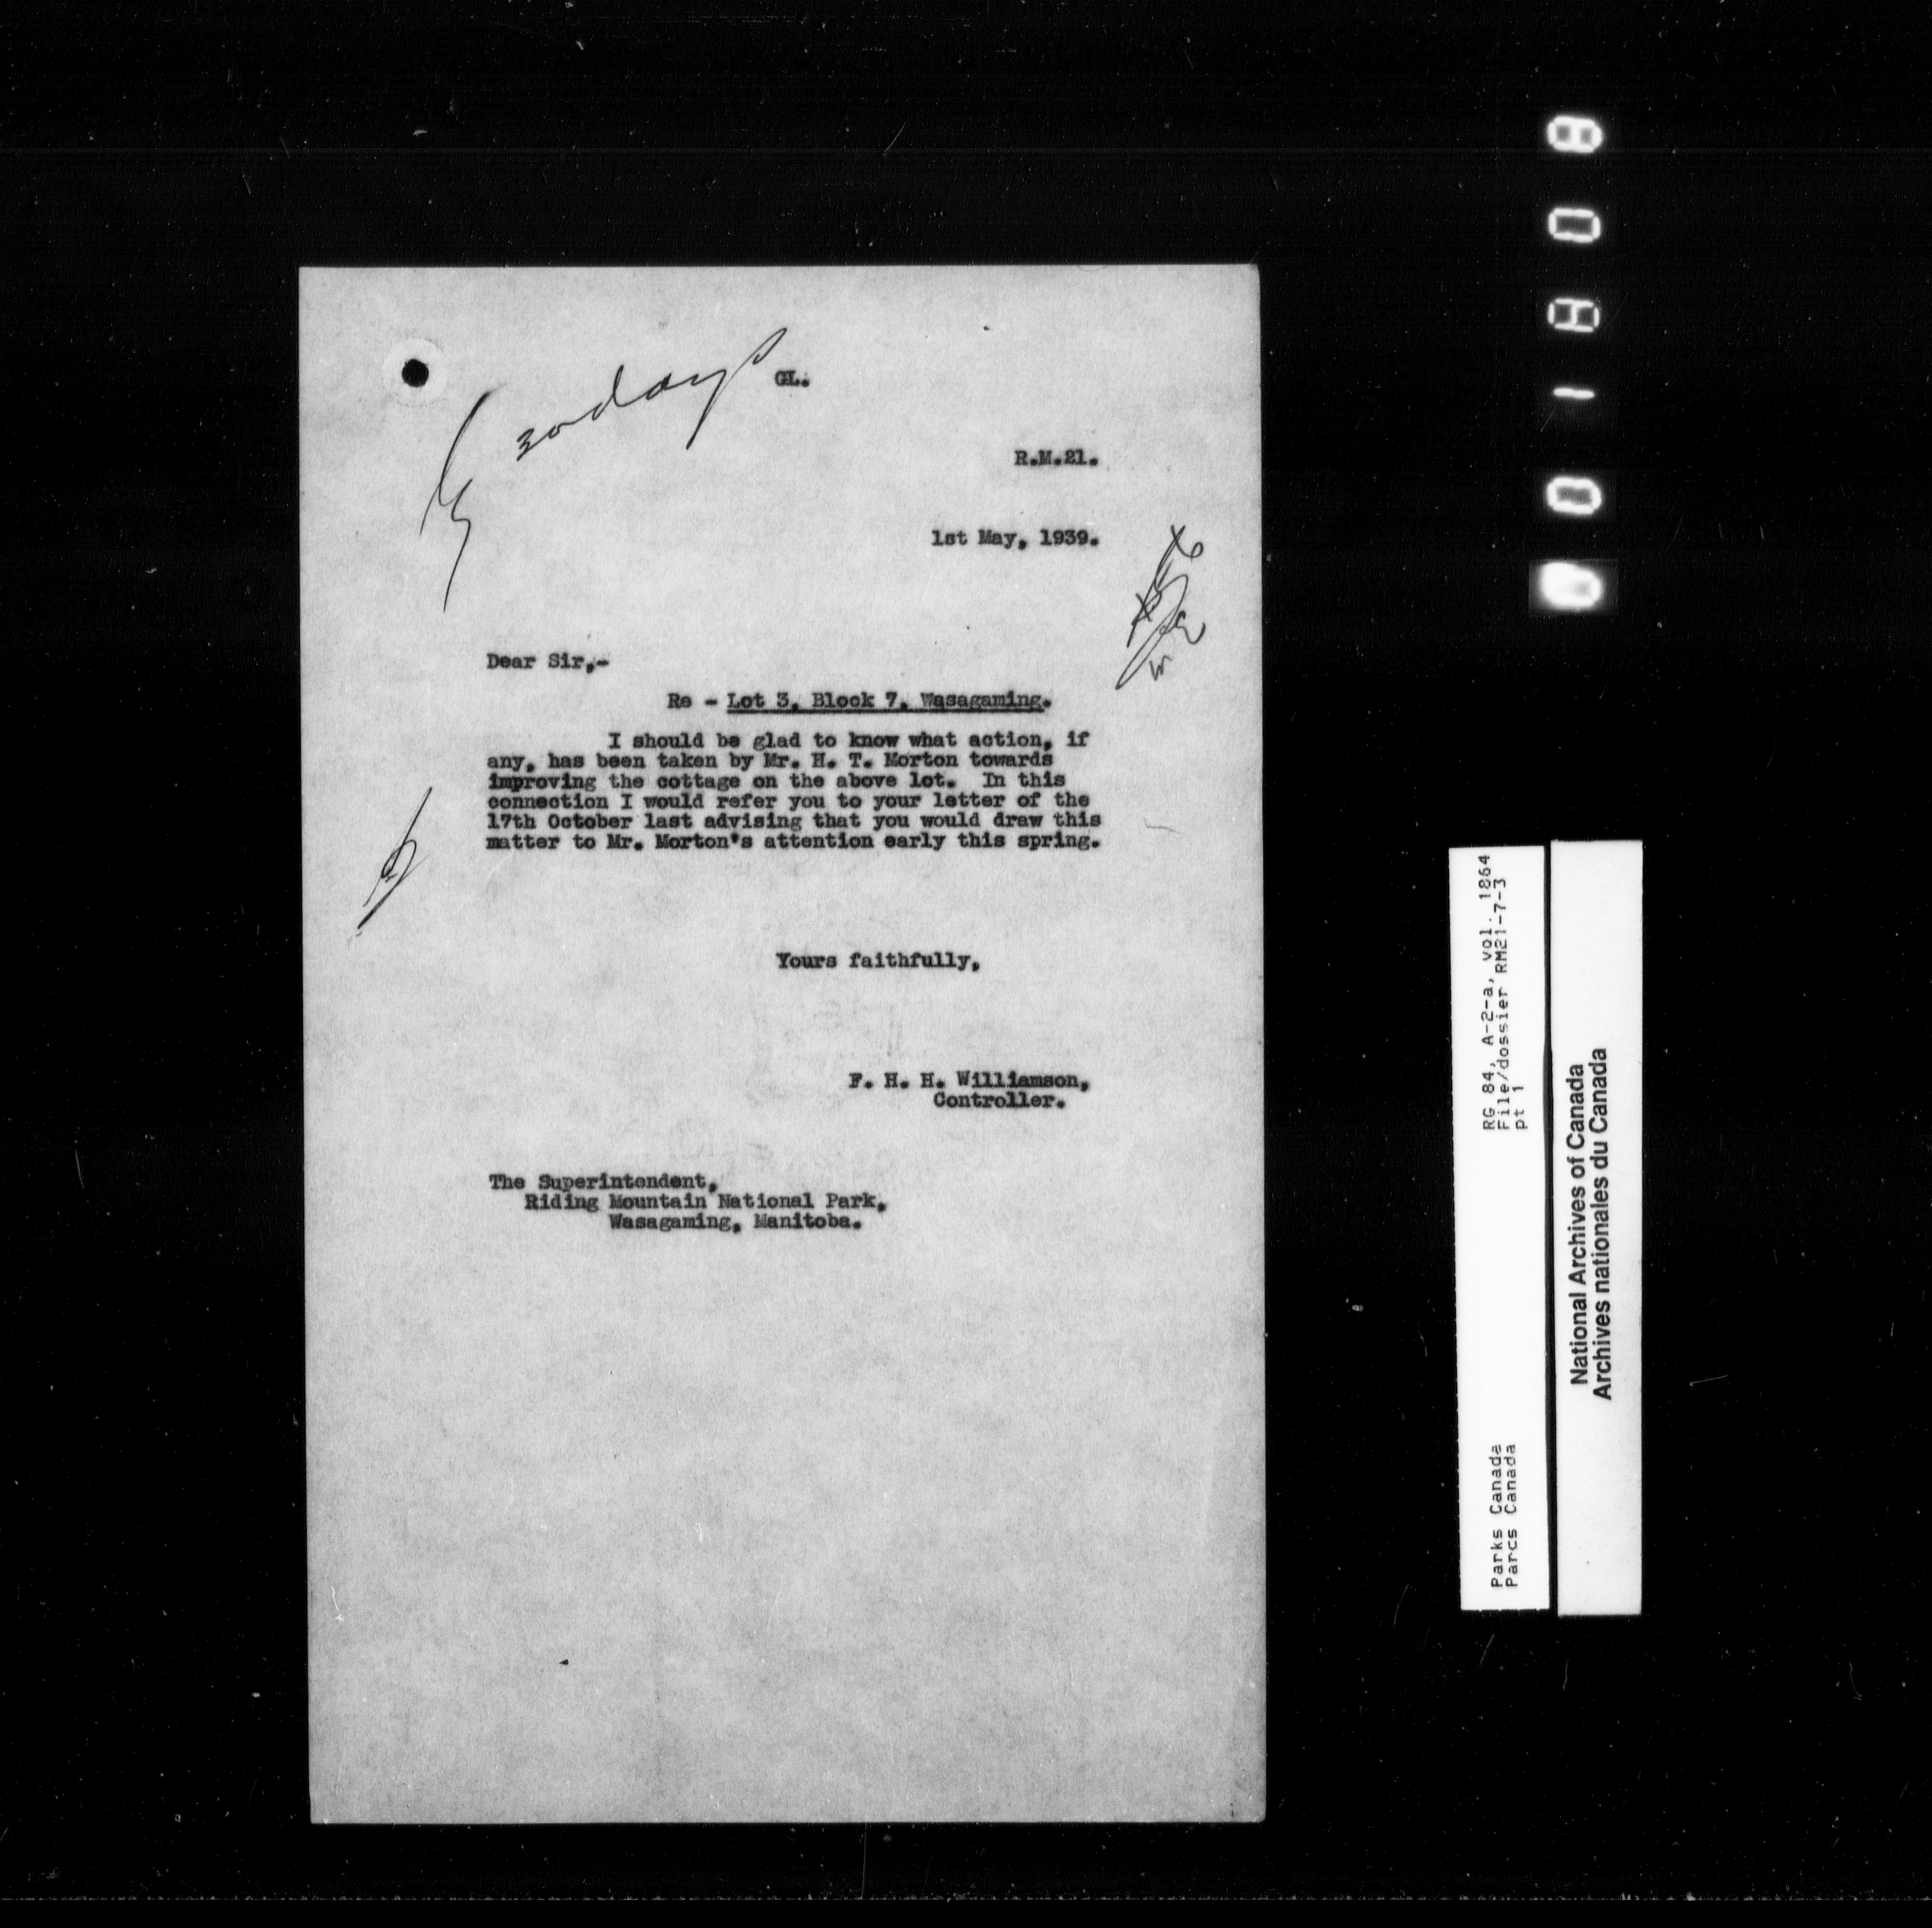 30 days
GL.
R.M.21.
1st May, 1939.
Dear Sir,-
Re - Lot 3, Block 7, Wasagaming.
I should be glad to know what action, if
any, has been taken by Mr. H. T. Morton towards
improving the cottage on the above lot. In this
connection I would refer you to your letter of the
17th October last advising that you would draw this
matter to Mr. Morton's attention early this spring.
Yours faithfully,
F. H. H. Williamson,
Controller.
The Superintendent,
Riding Mountain National Park,
Wasagaming, Manitoba.
RG 84, A-2-a, vol. 1864
File/dossier RM21-7-3
pt 1
Parks Canada
Parcs Canada
National Archives of Canada
Archives nationales du Canada